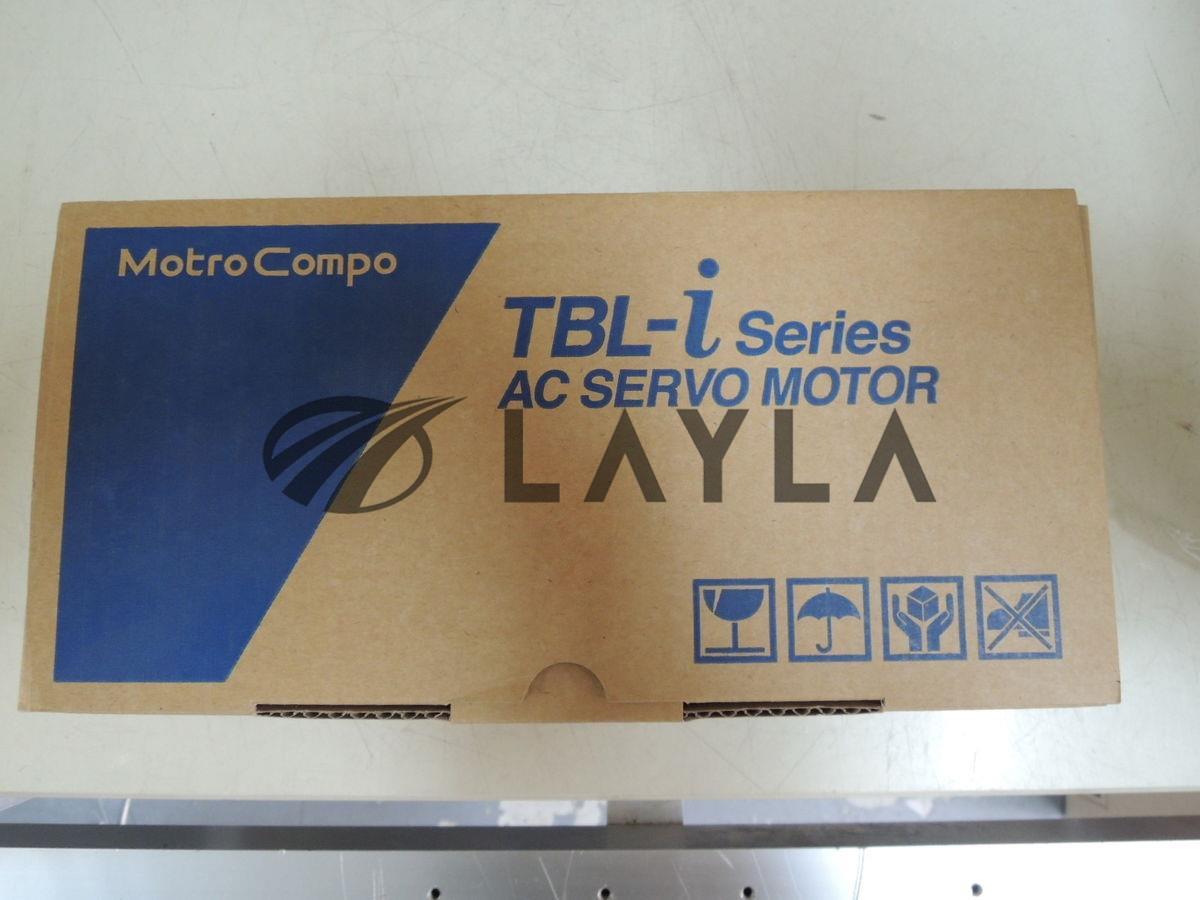 Motro Compo
TBL-i Series
AC SERVO MOTOR
LAYLA